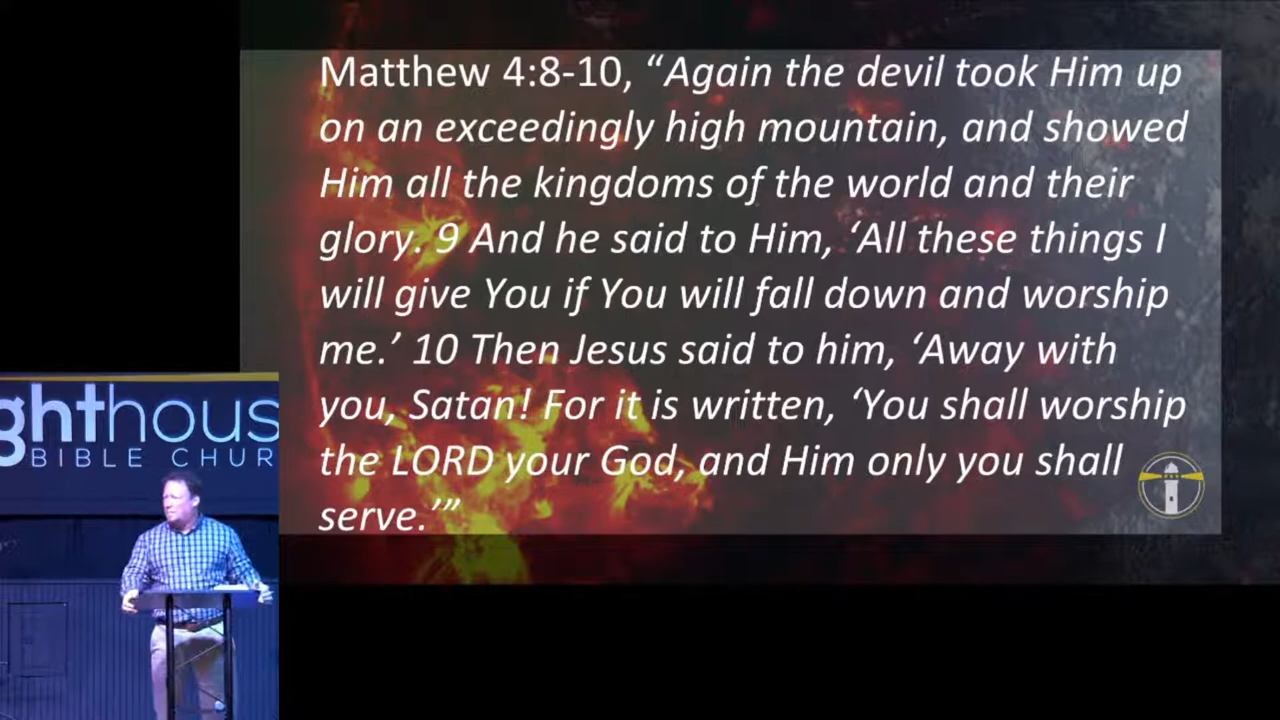 Matthew 4:8-10, “Again the devil took Him up
on an exceedingly high mountain, and showed
Him all the kingdoms of the world and their
glory. 9 And he said to Him, ‘All these things I
will give You if You will fall down and worship
me.’ 10 Then Jesus said to him, ‘Away with
you, Satan! For it is written, ‘You shall worship
the LORD your God, and Him only you shall
serve.’”
ghthous
BIBLE CHUR